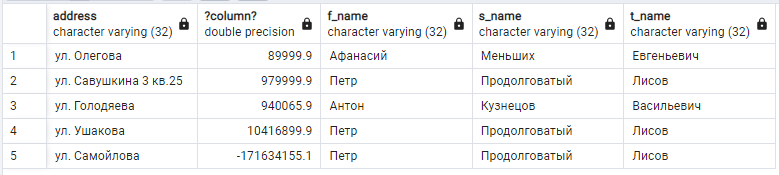 address ?column? f_name s_name t_name
character varying (32) double precision character varying (32) character varying (32) character varying (32)
1 ул. Олегова 89999.9 Афанасий Меньших Евгеньевич
2 ул. Савушкина 3 кв.25 979999.9 Петр Продолговатый Лисов
3 ул. Голодяева 940065.9 Антон Кузнецов Васильевич
4 ул. Ушакова 10416899.9 Петр Продолговатый Лисов
5 ул. Самойлова -171634155.1 Петр Продолговатый Лисов